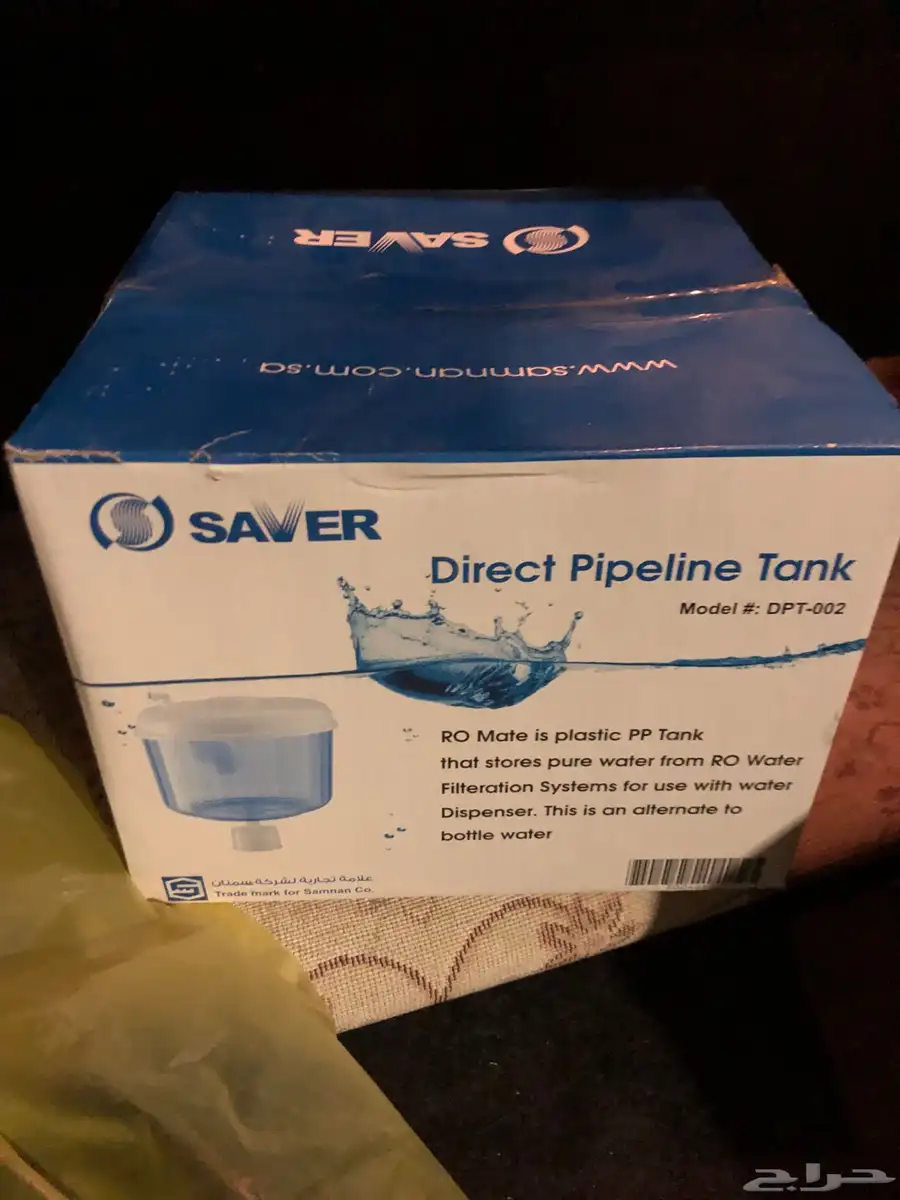 SAVER
www.samnan.com.sa
SAVER
Direct Pipeline Tank
Model #: DPT-002
RO Mate is plastic PP Tank
that stores pure water from RO Water
Filteration Systems for use with water
Dispenser. This is an alternate to
bottle water
علامة تجارية لشركة سمنان
Trade mark for Samnan Co.
حراج